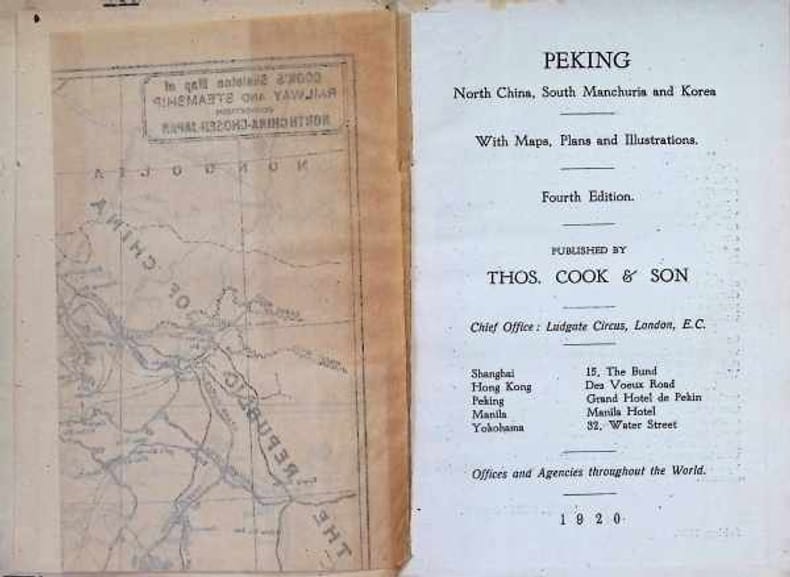 COOK'S Skeleton Map of
RAILWAY AND STEAMSHIP
NORTH CHINA-CHOSEN-JAPAN
MONGOLIA
THE REPUBLIC OF CHINA
PEKING
North China, South Manchuria and Korea
With Maps, Plans and Illustrations.
Fourth Edition.
PUBLISHED BY
THOS. COOK & SON
Chief Office: Ludgate Circus, London, E.C.
Shanghai 15, The Bund
Hong Kong Des Voeux Road
Peking Grand Hotel de Pekin
Manila Manila Hotel
Yokohama 32, Water Street
Offices and Agencies throughout the World.
1920